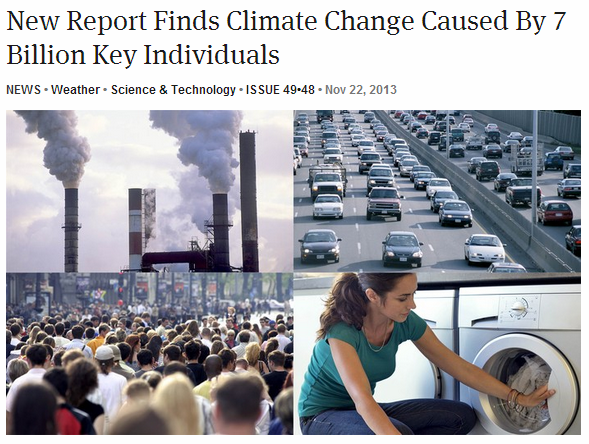 New Report Finds Climate Change Caused By 7
Billion Key Individuals
NEWS • Weather • Science & Technology • ISSUE 49•48 • Nov 22, 2013